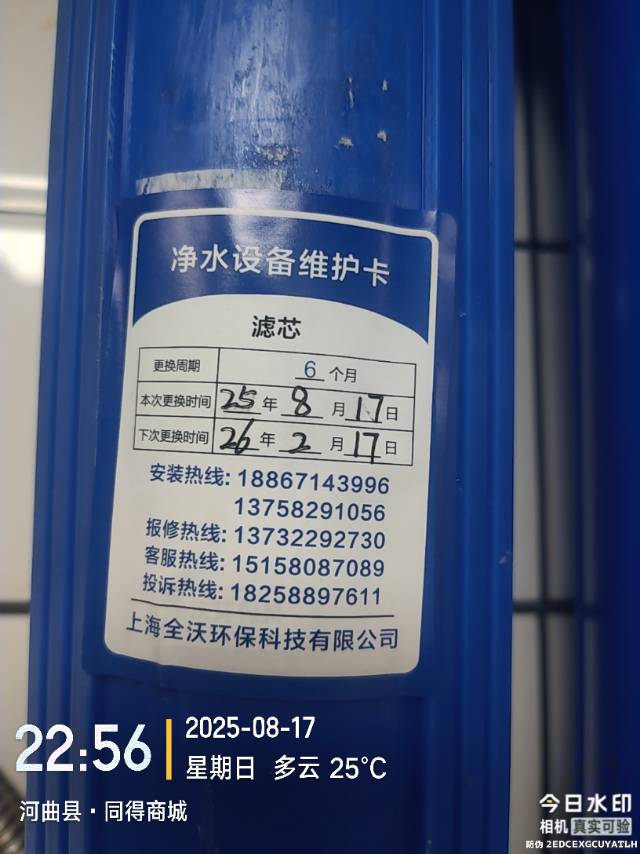 净水设备维护卡
滤芯
更换周期 6 个月
本次更换时间 25 年 8 月 17 日
下次更换时间 26 年 2 月 17 日
安装热线: 18867143996
13758291056
报修热线: 13732292730
客服热线: 15158087089
投诉热线: 18258897611
上海全沃环保科技有限公司
22:56
2025-08-17
星期日 多云 25°C
河曲县·同得商城
今日水印
相机 真实可验
防伪 2EDCEXGCUYATLH